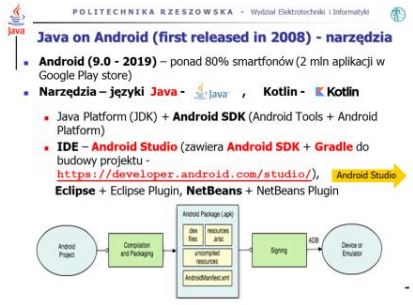 POLITECHNIKA RZESZOWSKA - Wydział Elektrotechniki i Informatyki
Java
Java on Android (first released in 2008) - narzędzia
Android (9.0 - 2019) – ponad 80% smartfonów (2 mln aplikacji w
Google Play store)
Narzędzia – języki Java - Java , Kotlin - Kotlin
Java Platform (JDK) + Android SDK (Android Tools + Android
Platform)
IDE – Android Studio (zawiera Android SDK + Gradle do
budowy projektu -
https://developer.android.com/studio/),
Android Studio
Eclipse + Eclipse Plugin, NetBeans + NetBeans Plugin
Android Package (.apk)
.dex
files
resources
.arsc
uncompiled
resources
AndroidManifest.xml
Android
Project
Compilation
and Packaging
Signing
ADB
Device or
Emulator